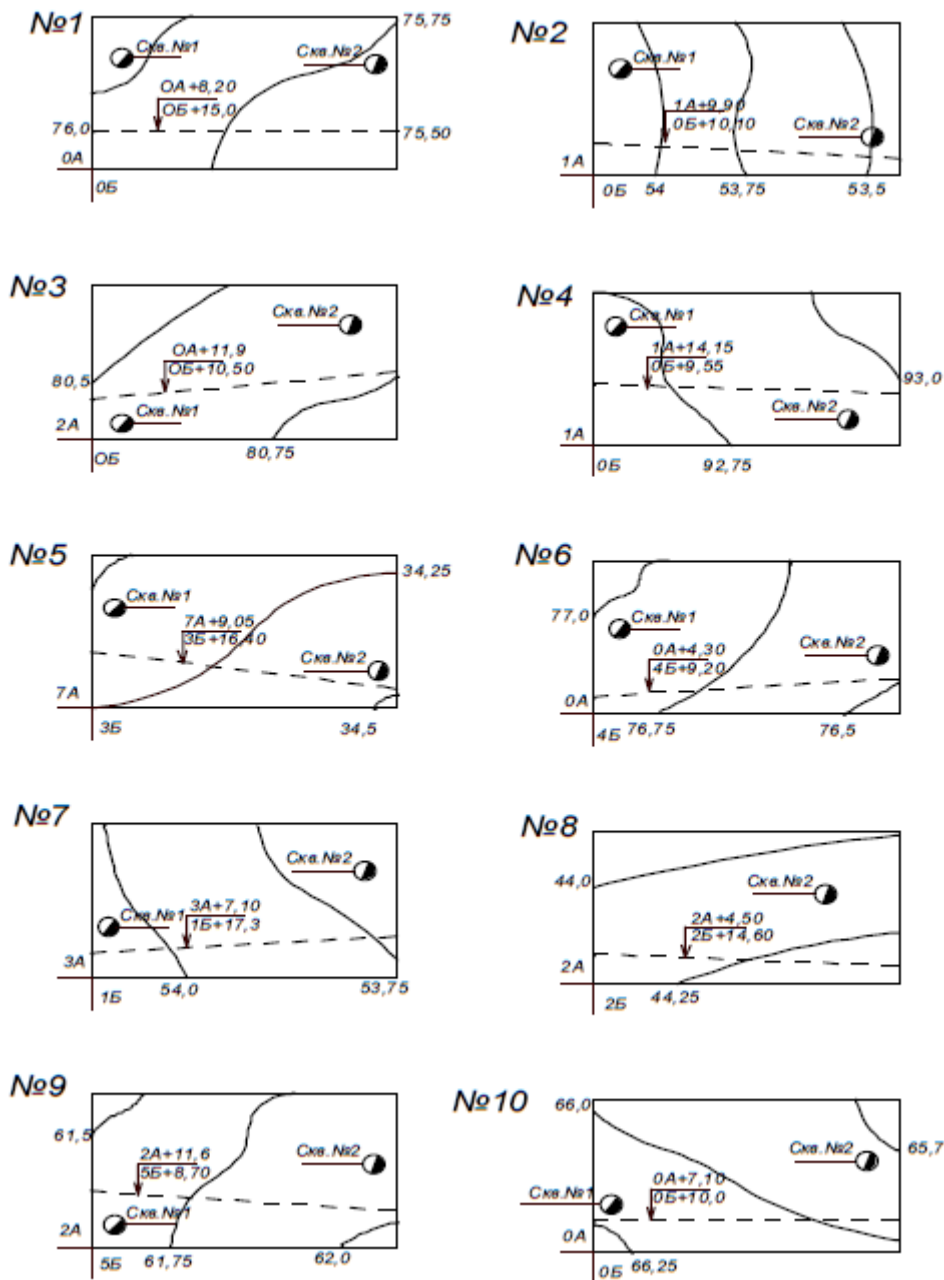 №1
75,75
Скв.№1
Скв.№2
ОА+8,20
ОБ+15,0
76,0
75,50
0А
0Б
№2
Скв.№1
1А+9,90
0Б+10,10
Скв.№2
1А
0Б
54
53,75
53,5
№3
Скв.№2
ОА+11,9
ОБ+10,50
80,5
Скв.№1
2А
ОБ
80,75
№4
Скв.№1
1А+14,15
0Б+9,55
93,0
Скв.№2
1А
0Б
92,75
№5
34,25
Скв.№1
7А+9,05
3Б+16,40
Скв.№2
7А
3Б
34,5
№6
77,0
Скв.№1
0А+4,30
4Б+9,20
Скв.№2
0А
4Б
76,75
76,5
№7
Скв.№2
Скв.№1
3А+7,10
1Б+17,3
3А
1Б
54,0
53,75
№8
44,0
Скв.№2
2А+4,50
2Б+14,60
2А
2Б
44,25
№9
61,5
Скв.№2
2А+11,6
5Б+8,70
Скв.№1
2А
5Б
61,75
62,0
№10
66,0
Скв.№2
65,7
0А+7,10
0Б+10,0
Скв.№1
0А
0Б
66,25